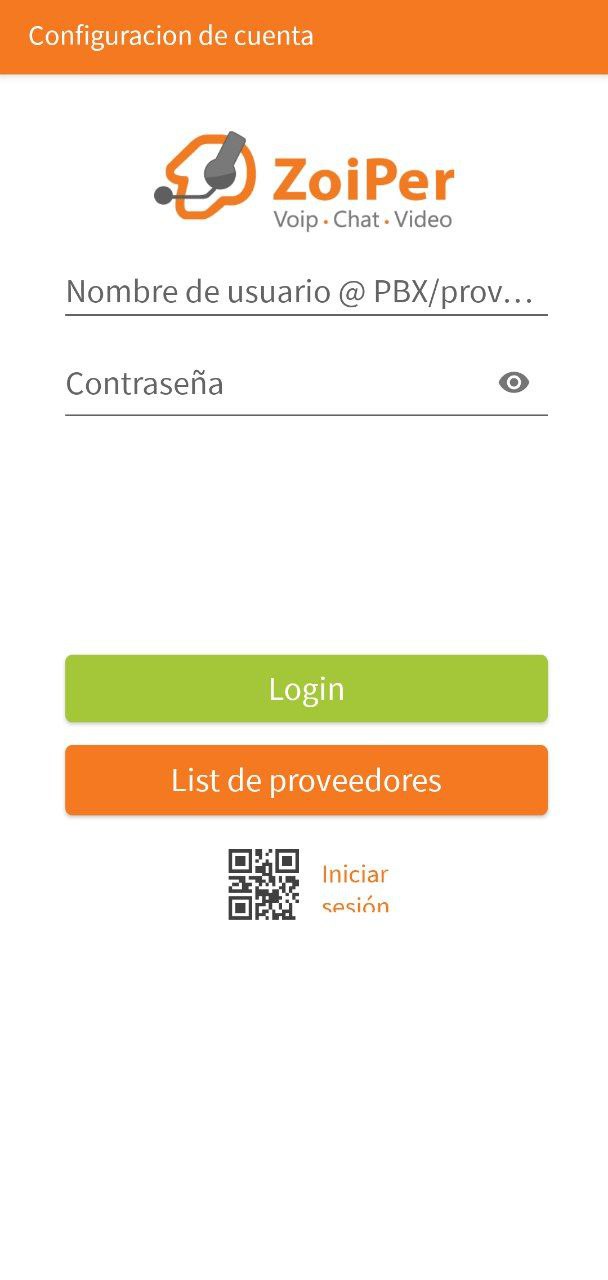 Configuracion de cuenta
ZoiPer
Voip • Chat • Video
Nombre de usuario @ PBX/prov...
Contraseña
Login
List de proveedores
Iniciar
sesión